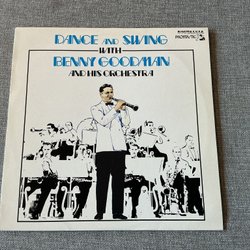 DANCE AND SWING
WITH
BENNY GOODMAN
AND HIS ORCHESTRA